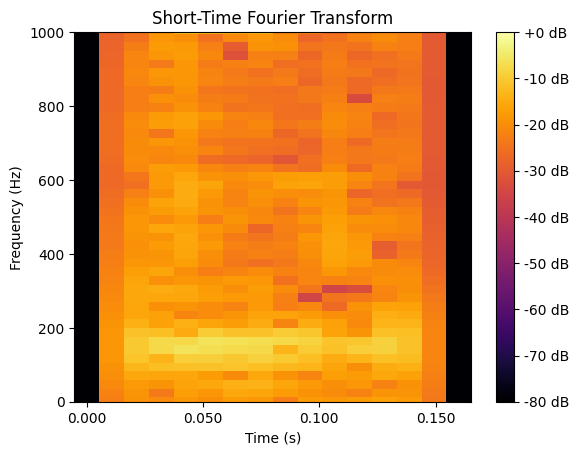 Short-Time Fourier Transform
Frequency (Hz)
1000
800
600
400
200
0
0.000
0.050
0.100
0.150
Time (s)
+0 dB
-10 dB
-20 dB
-30 dB
-40 dB
-50 dB
-60 dB
-70 dB
-80 dB